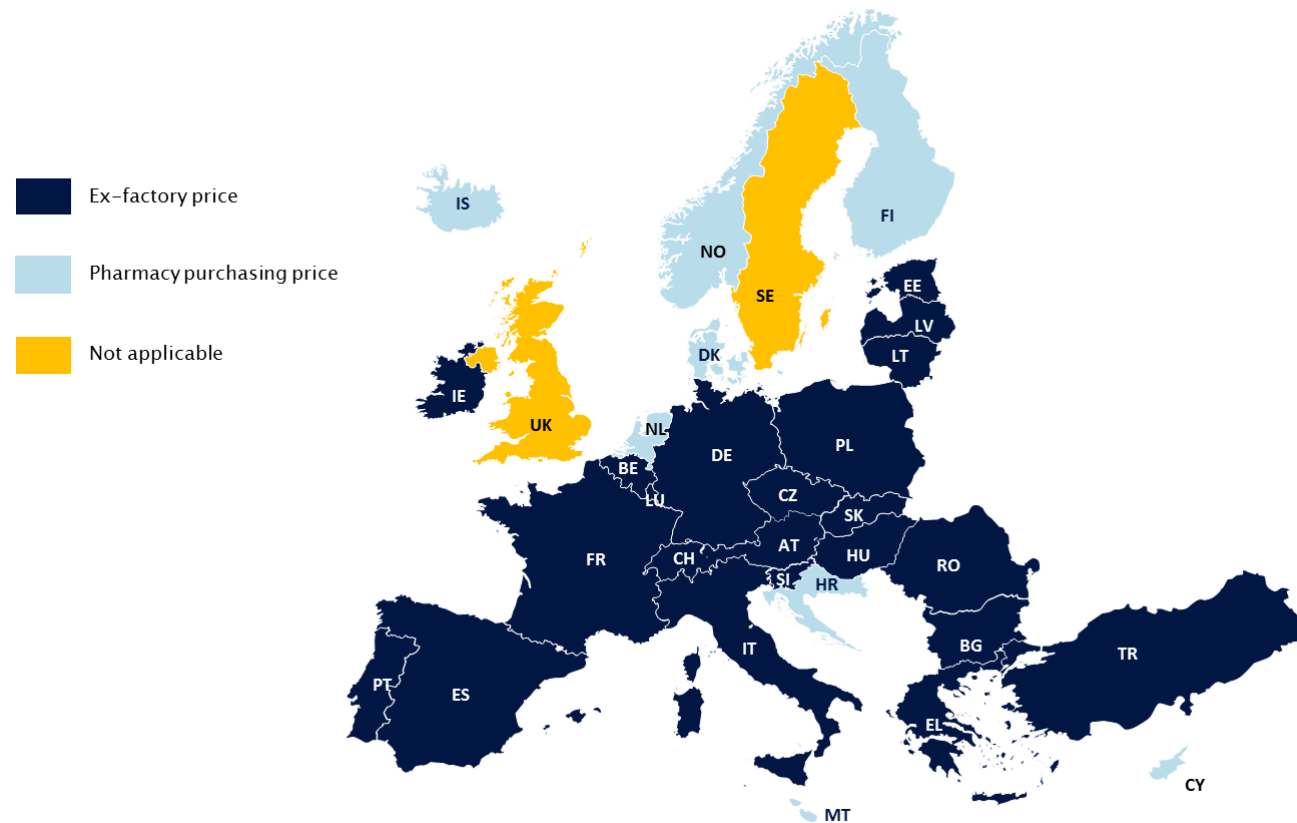 Ex-factory price
Pharmacy purchasing price
Not applicable
IS
FI
NO
SE
EE
LV
LT
DK
IE
UK
NL
BE
DE
PL
LU
CZ
SK
FR
CH
AT
HU
RO
SI
HR
IT
BG
TR
PT
ES
EL
CY
MT